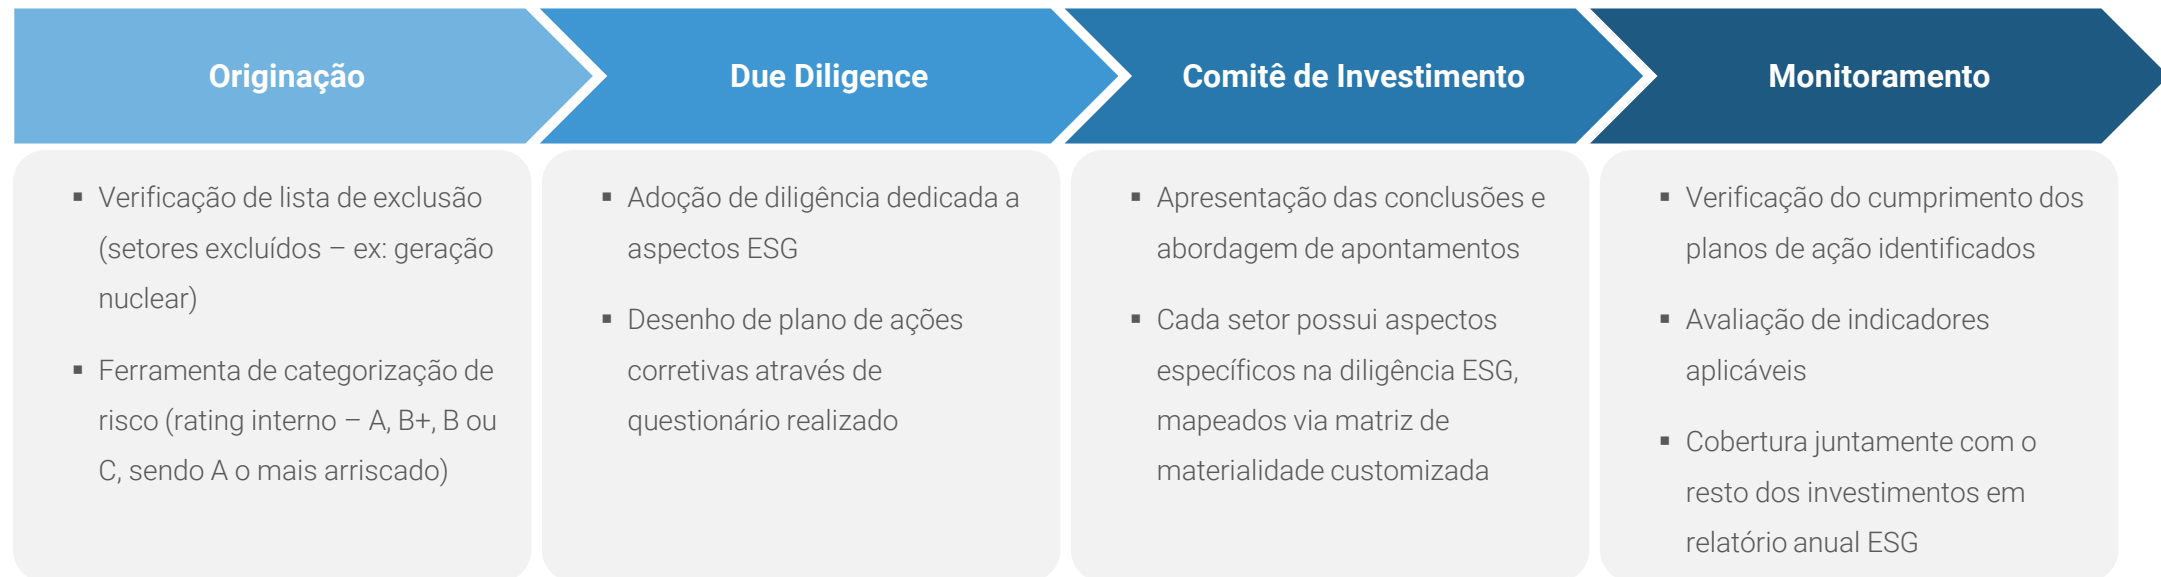 Originação
Due Diligence
Comitê de Investimento
Monitoramento
▪ Verificação de lista de exclusão
(setores excluídos – ex: geração
nuclear)
▪ Ferramenta de categorização de
risco (rating interno – A, B+, B ou
C, sendo A o mais arriscado)
▪ Adoção de diligência dedicada a
aspectos ESG
▪ Desenho de plano de ações
corretivas através de
questionário realizado
▪ Apresentação das conclusões e
abordagem de apontamentos
▪ Cada setor possui aspectos
específicos na diligência ESG,
mapeados via matriz de
materialidade customizada
▪ Verificação do cumprimento dos
planos de ação identificados
▪ Avaliação de indicadores
aplicáveis
▪ Cobertura juntamente com o
resto dos investimentos em
relatório anual ESG